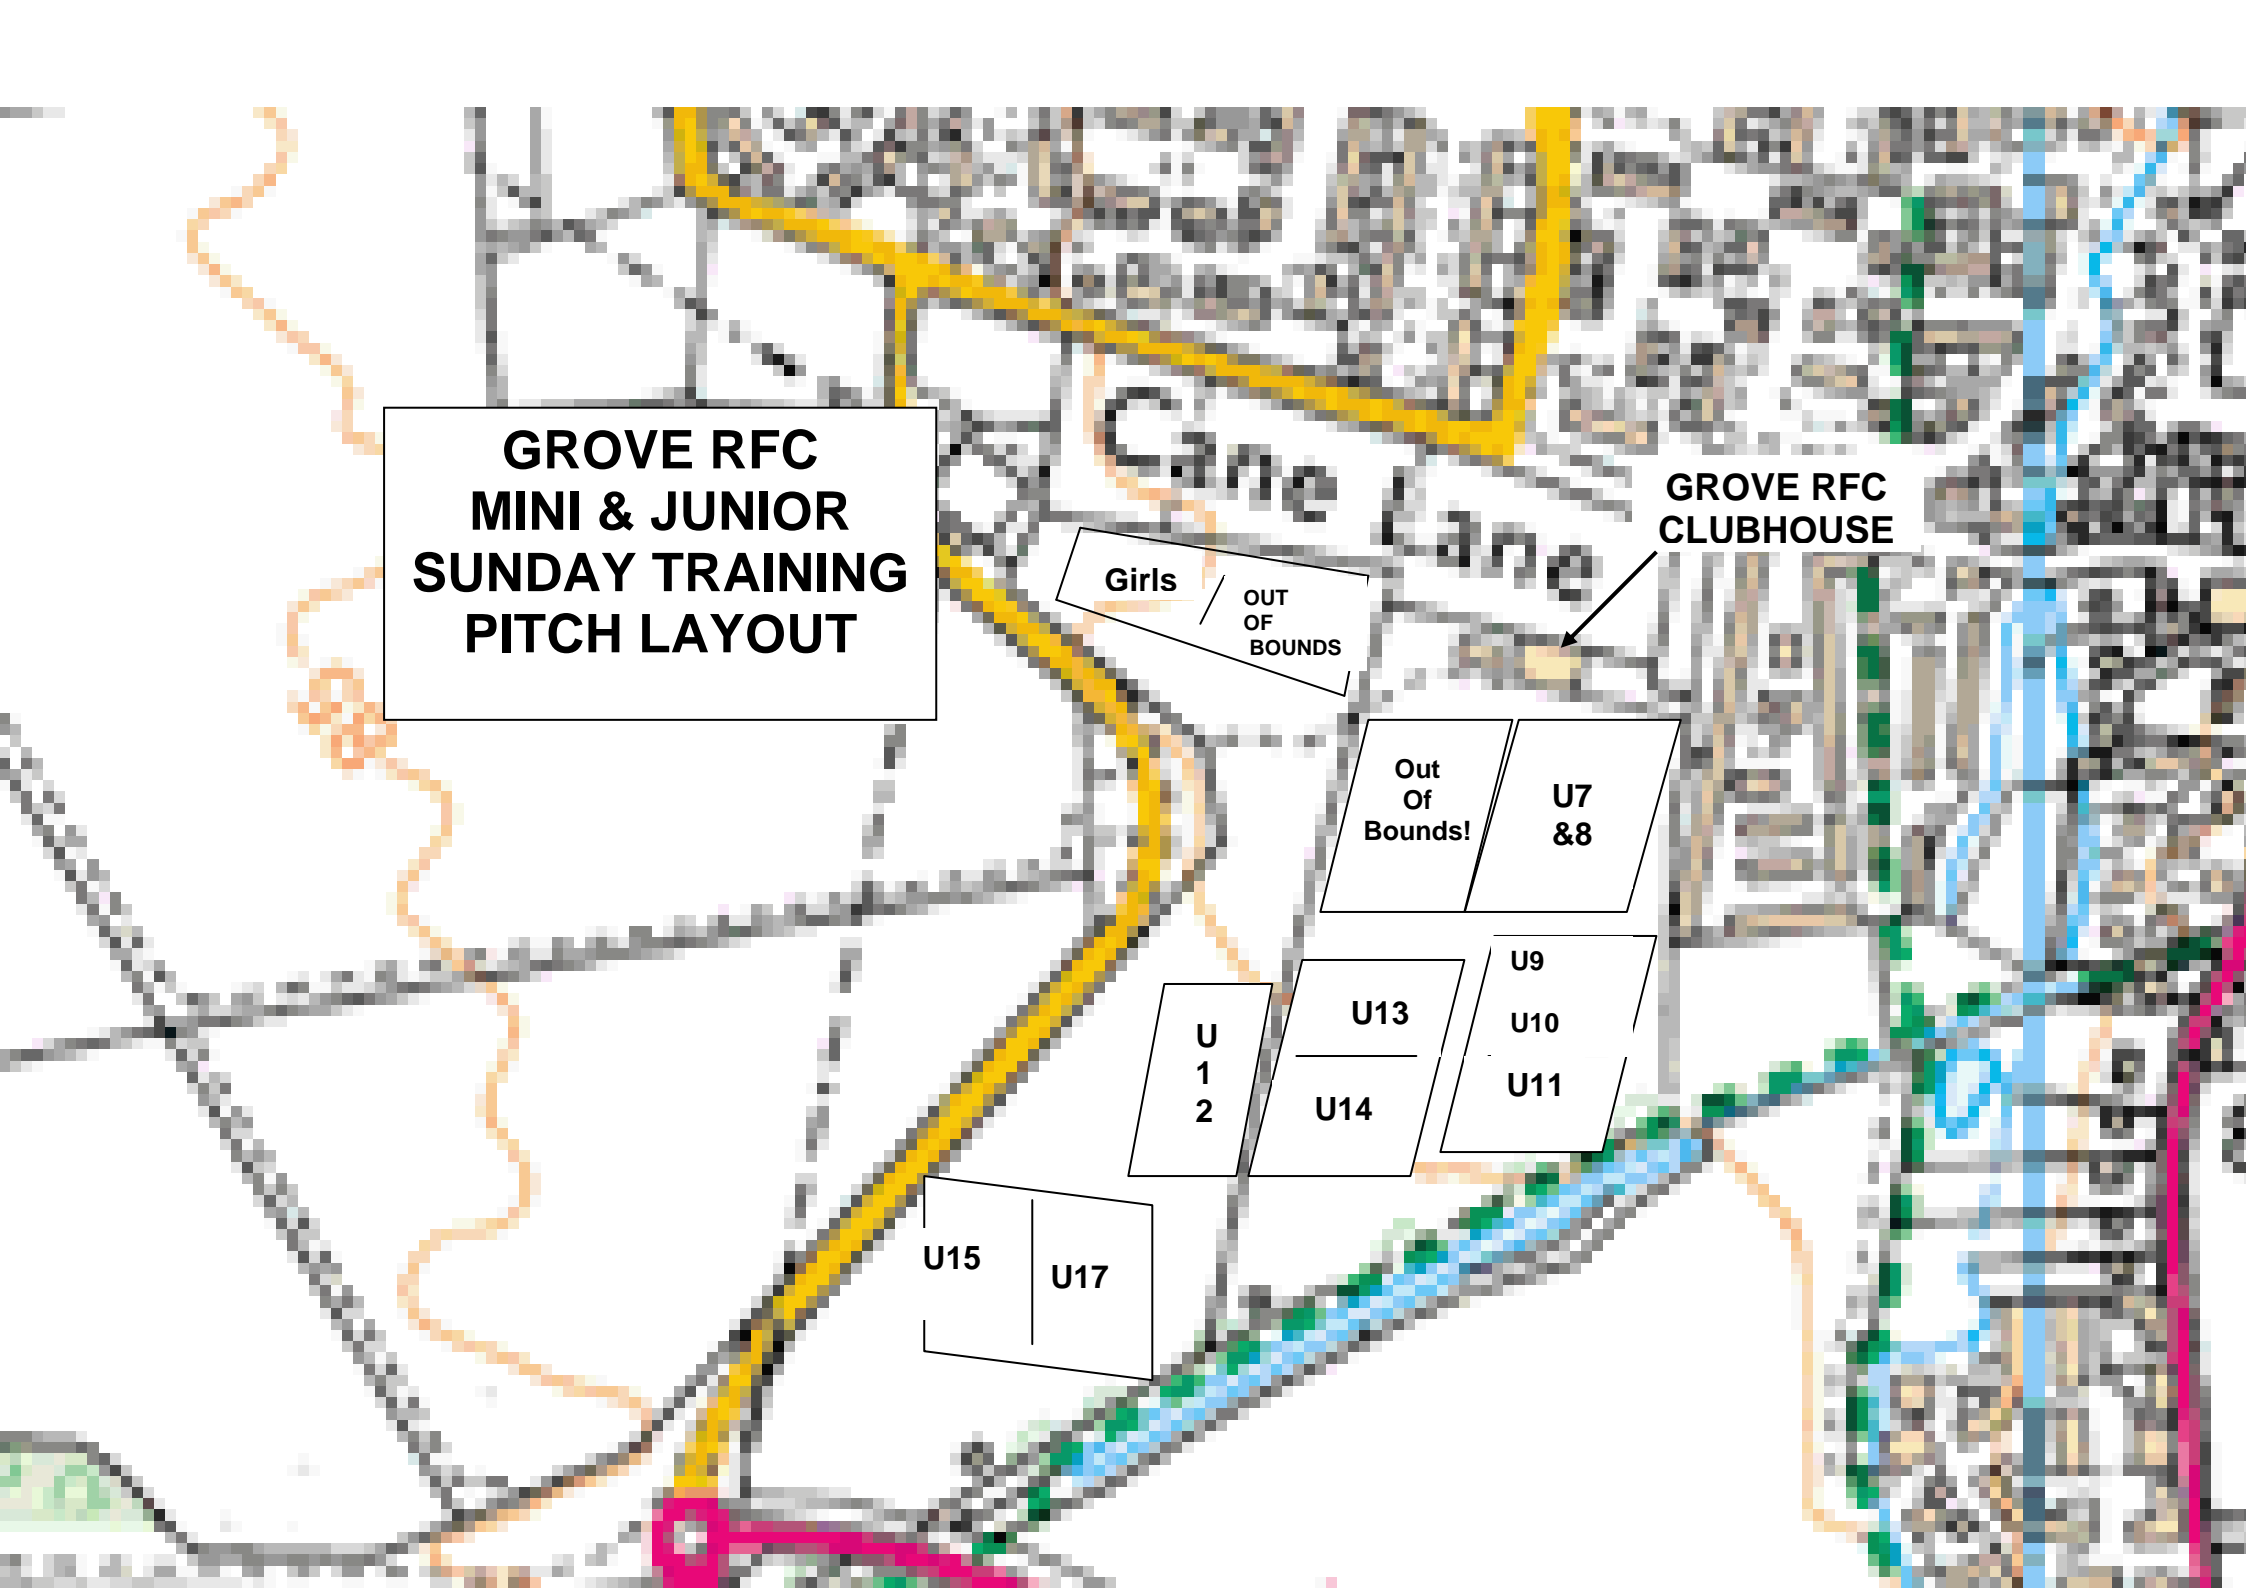 GROVE RFC
MINI & JUNIOR
SUNDAY TRAINING
PITCH LAYOUT
Cane Lane
GROVE RFC
CLUBHOUSE
Girls
OUT
OF
BOUNDS
Out
Of
Bounds!
U7
&8
U9
U10
U11
U13
U14
U
1
2
U15
U17